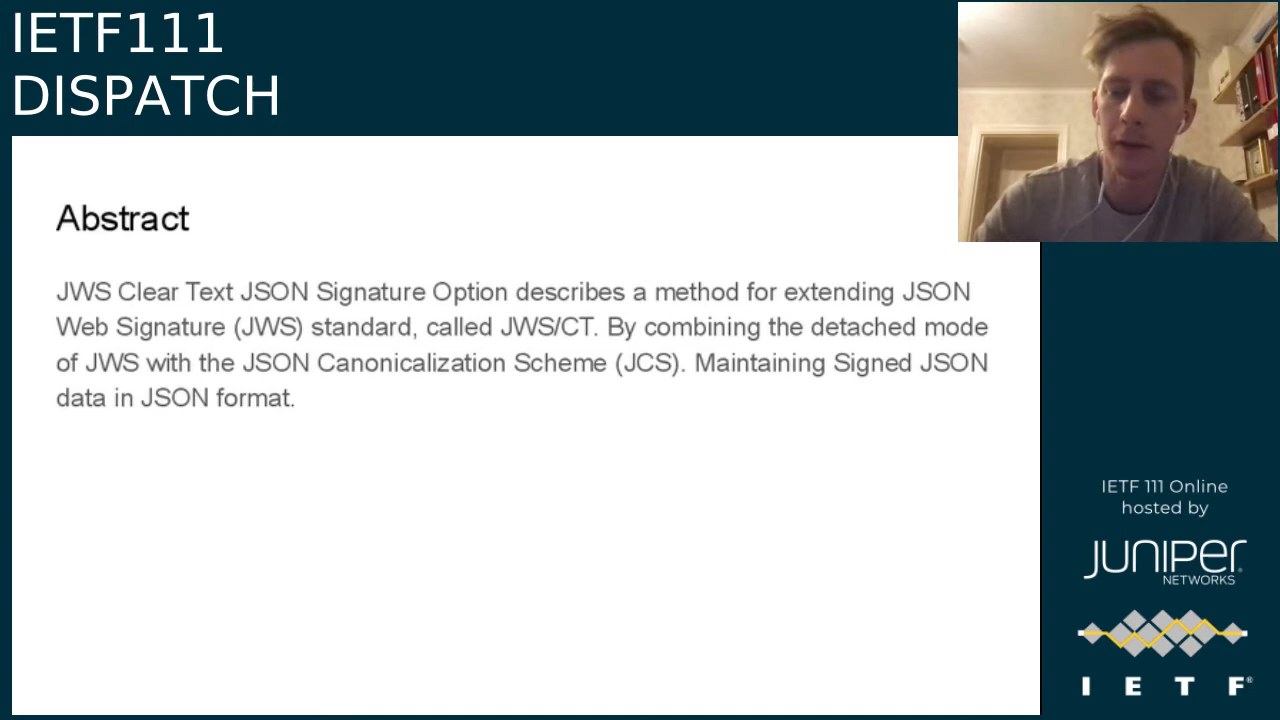 IETF111
DISPATCH
Abstract
JWS Clear Text JSON Signature Option describes a method for extending JSON
Web Signature (JWS) standard, called JWS/CT. By combining the detached mode
of JWS with the JSON Canonicalization Scheme (JCS). Maintaining Signed JSON
data in JSON format.
IETF 111 Online
hosted by
JUNIPER
NETWORKS
I E T F®